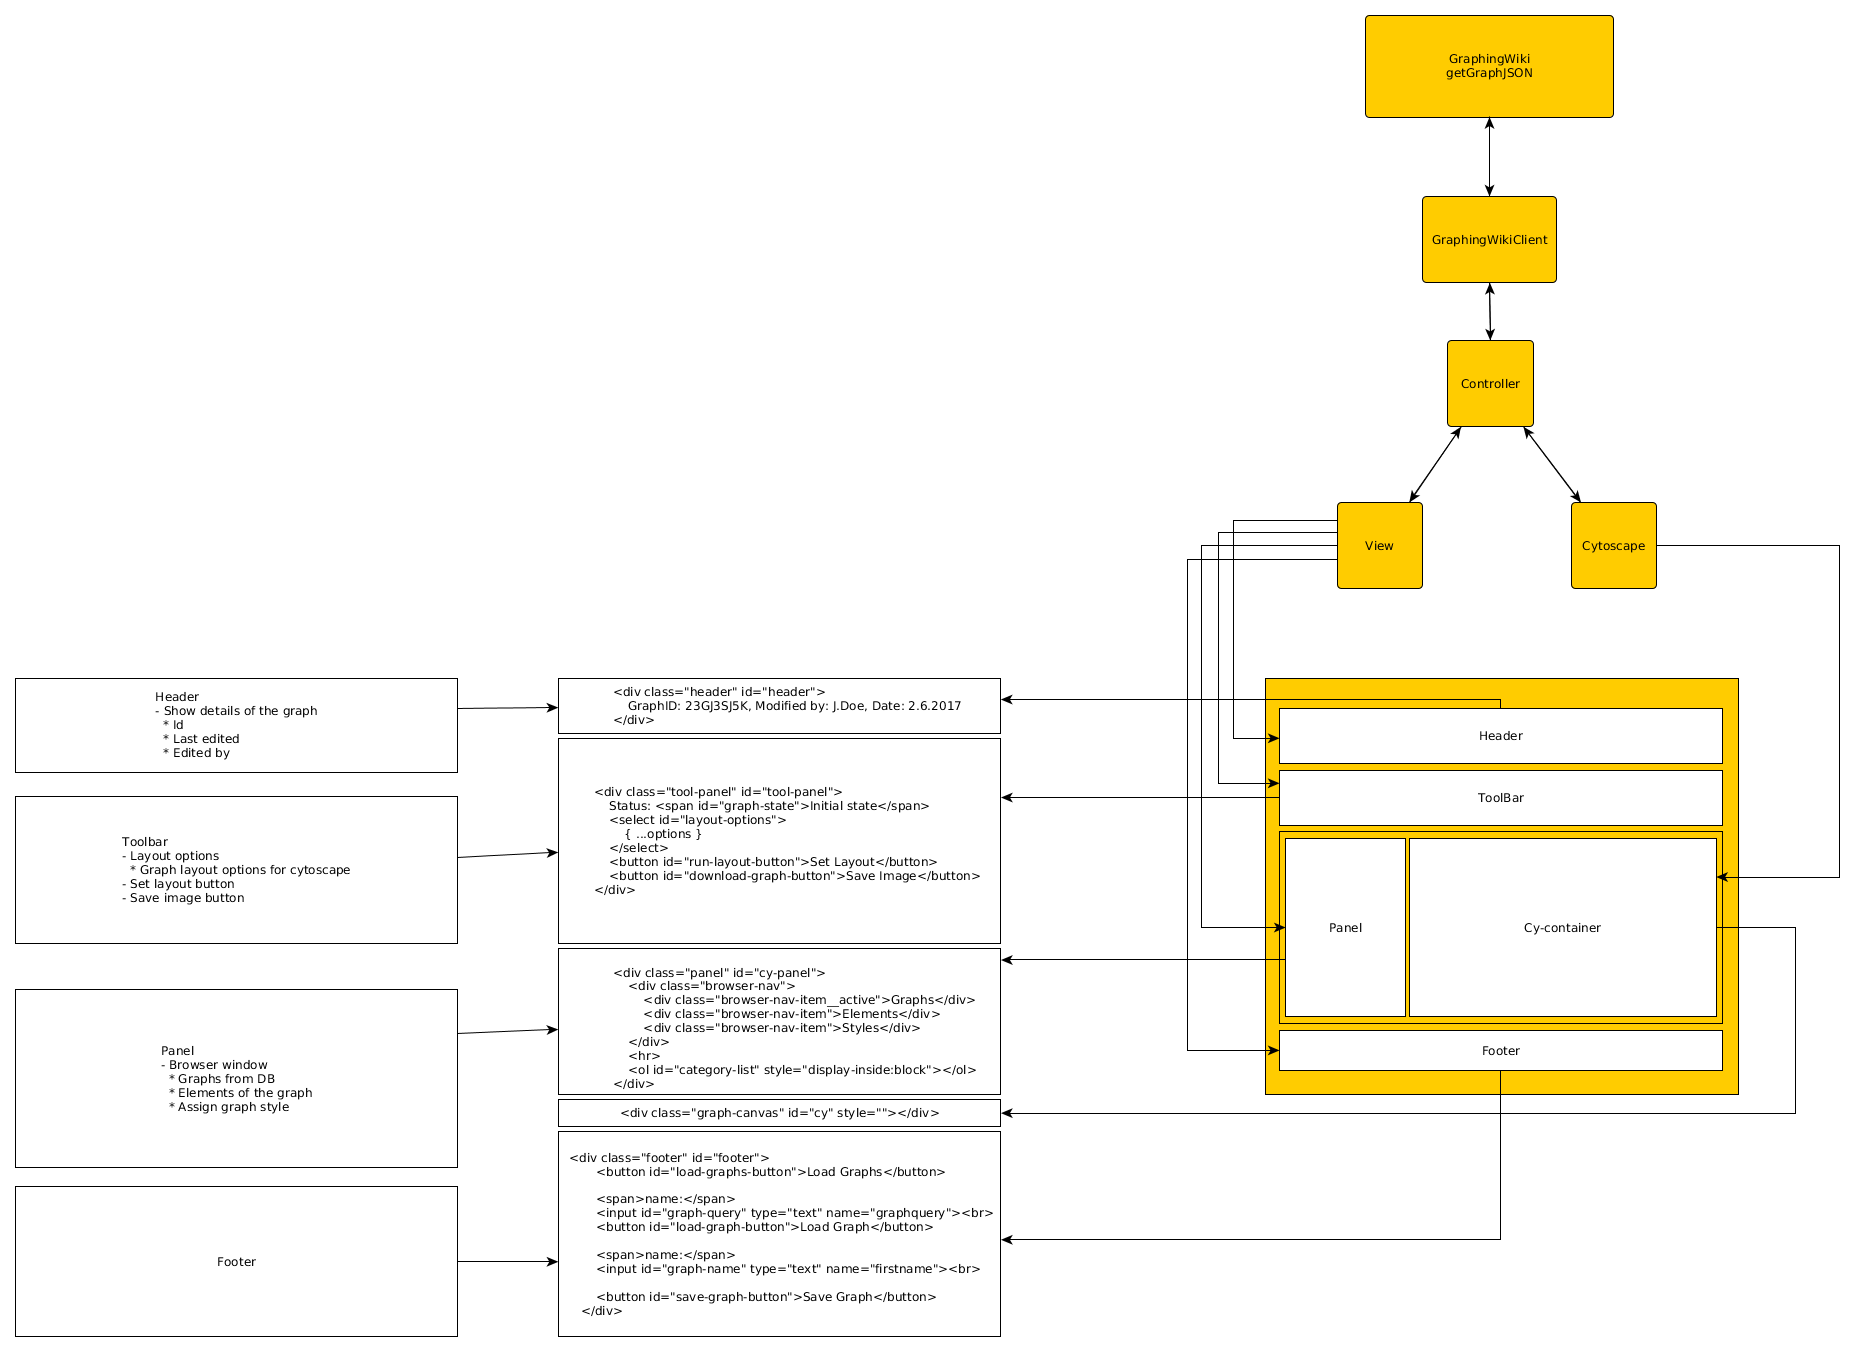 GraphingWiki
getGraphJSON
GraphingWikiClient
Controller
View
Cytoscape
Header
- Show details of the graph
* Id
* Last edited
* Edited by
<div class="header" id="header">
GraphID: 23GJ3SJ5K, Modified by: J.Doe, Date: 2.6.2017
</div>
Header
Toolbar
- Layout options
* Graph layout options for cytoscape
- Set layout button
- Save image button
<div class="tool-panel" id="tool-panel">
Status: <span id="graph-state">Initial state</span>
<select id="layout-options">
{ ...options }
</select>
<button id="run-layout-button">Set Layout</button>
<button id="download-graph-button">Save Image</button>
</div>
ToolBar
Panel
- Browser window
* Graphs from DB
* Elements of the graph
* Assign graph style
<div class="panel" id="cy-panel">
<div class="browser-nav">
<div class="browser-nav-item__active">Graphs</div>
<div class="browser-nav-item">Elements</div>
<div class="browser-nav-item">Styles</div>
</div>
<hr>
<ol id="category-list" style="display-inside:block"></ol>
</div>
Panel
Cy-container
<div class="graph-canvas" id="cy" style=""></div>
Footer
Footer
<div class="footer" id="footer">
<button id="load-graphs-button">Load Graphs</button>
<span>name:</span>
<input id="graph-query" type="text" name="graphquery"><br>
<button id="load-graph-button">Load Graph</button>
<span>name:</span>
<input id="graph-name" type="text" name="firstname"><br>
<button id="save-graph-button">Save Graph</button>
</div>